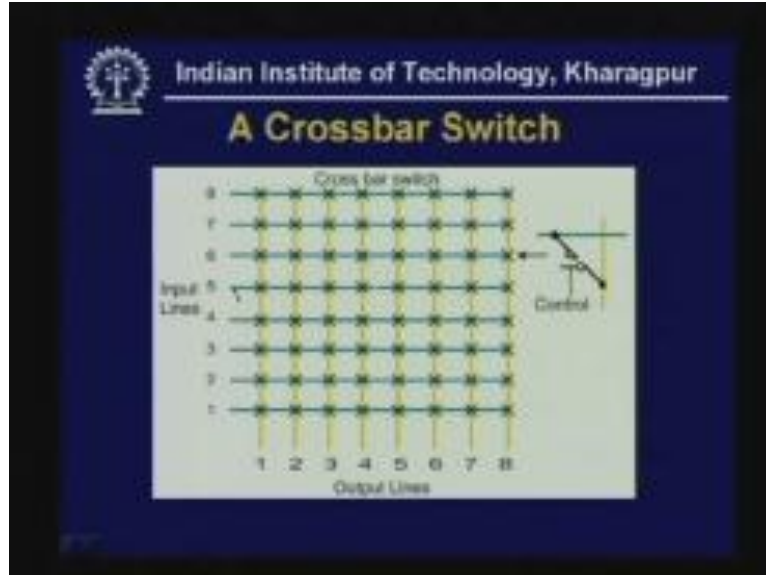 Indian Institute of Technology, Kharagpur
A Crossbar Switch
Cross bar switch
8
7
6
Input 5
Lines 4
3
2
1
Control
1 2 3 4 5 6 7 8
Output Lines